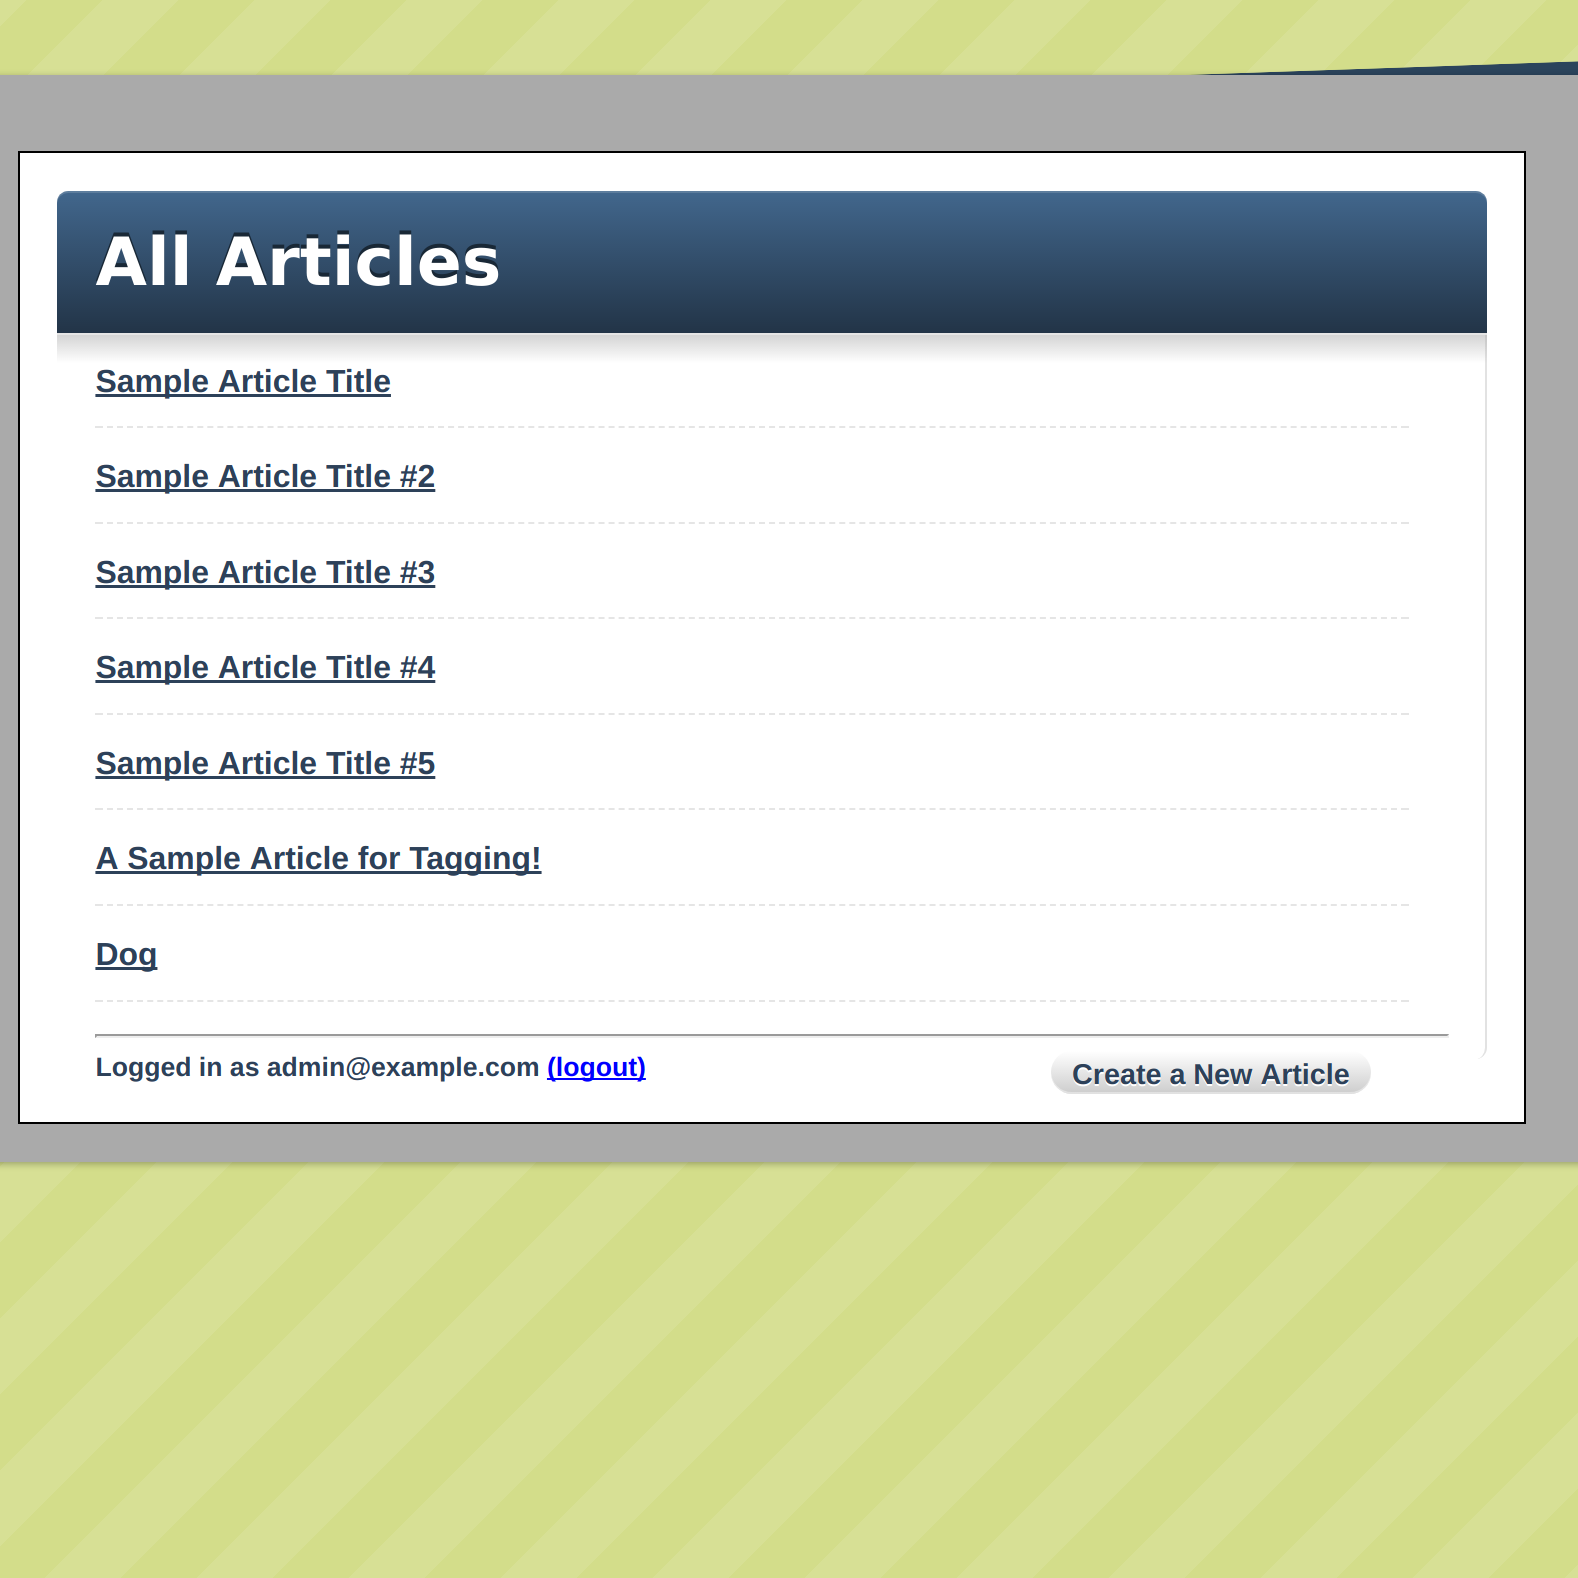 All Articles
Sample Article Title
Sample Article Title #2
Sample Article Title #3
Sample Article Title #4
Sample Article Title #5
A Sample Article for Tagging!
Dog
Logged in as admin@example.com (logout)
Create a New Article